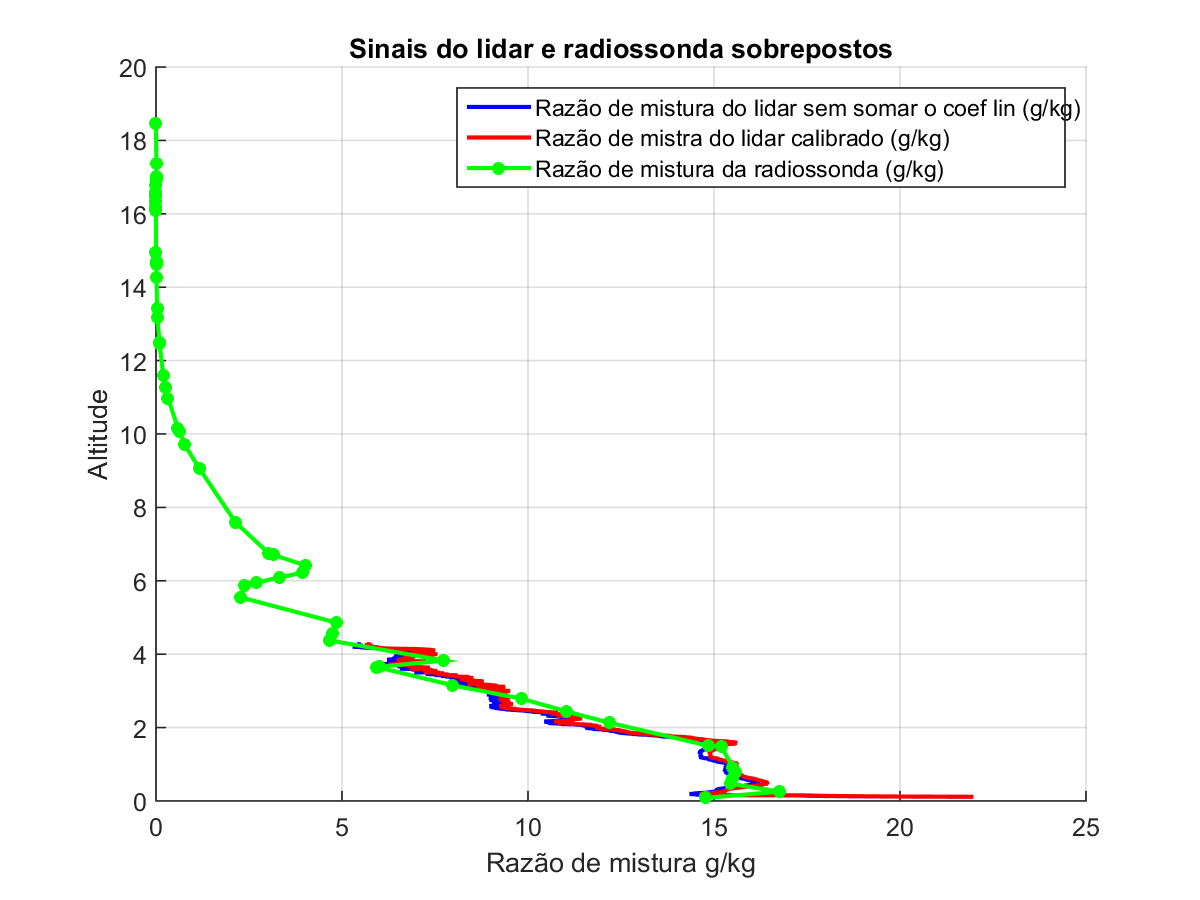 Sinais do lidar e radiossonda sobrepostos
Razão de mistura do lidar sem somar o coef lin (g/kg)
Razão de mistra do lidar calibrado (g/kg)
Razão de mistura da radiossonda (g/kg)
20
18
16
14
12
10
8
6
4
2
0
Altitude
0 5 10 15 20 25
Razão de mistura g/kg